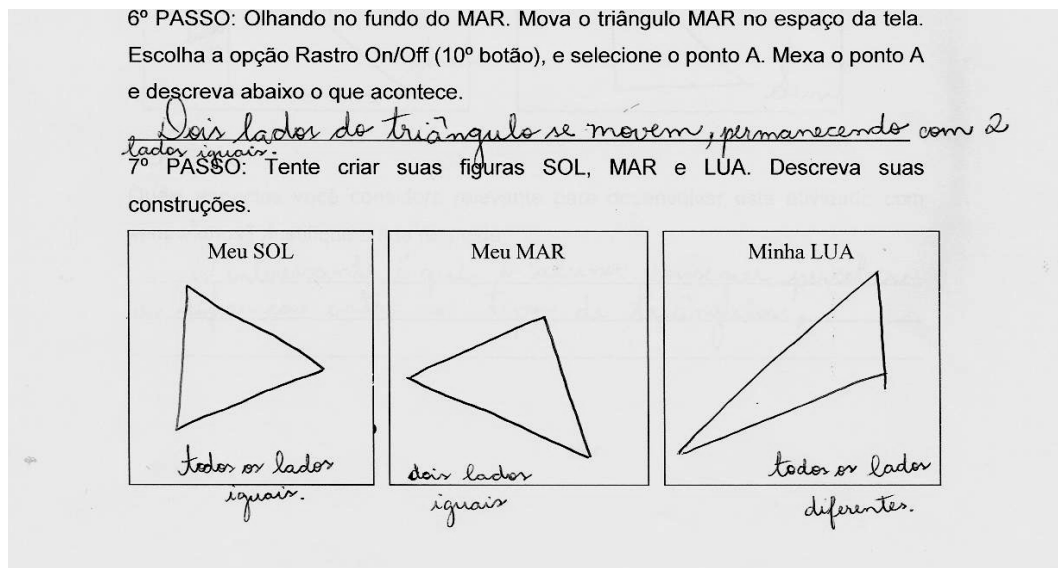 6º PASSO: Olhando no fundo do MAR. Mova o triângulo MAR no espaço da tela.
Escolha a opção Rastro On/Off (10º botão), e selecione o ponto A. Mexa o ponto A
e descreva abaixo o que acontece.
Dois lados do triângulo se movem, permanecendo com 2
lados iguais.
7º PASSO: Tente criar suas figuras SOL, MAR e LUA. Descreva suas
construções.
Meu SOL
todos os lados
iguais.
Meu MAR
dois lados
iguais
Minha LUA
todos os lados
diferentes.